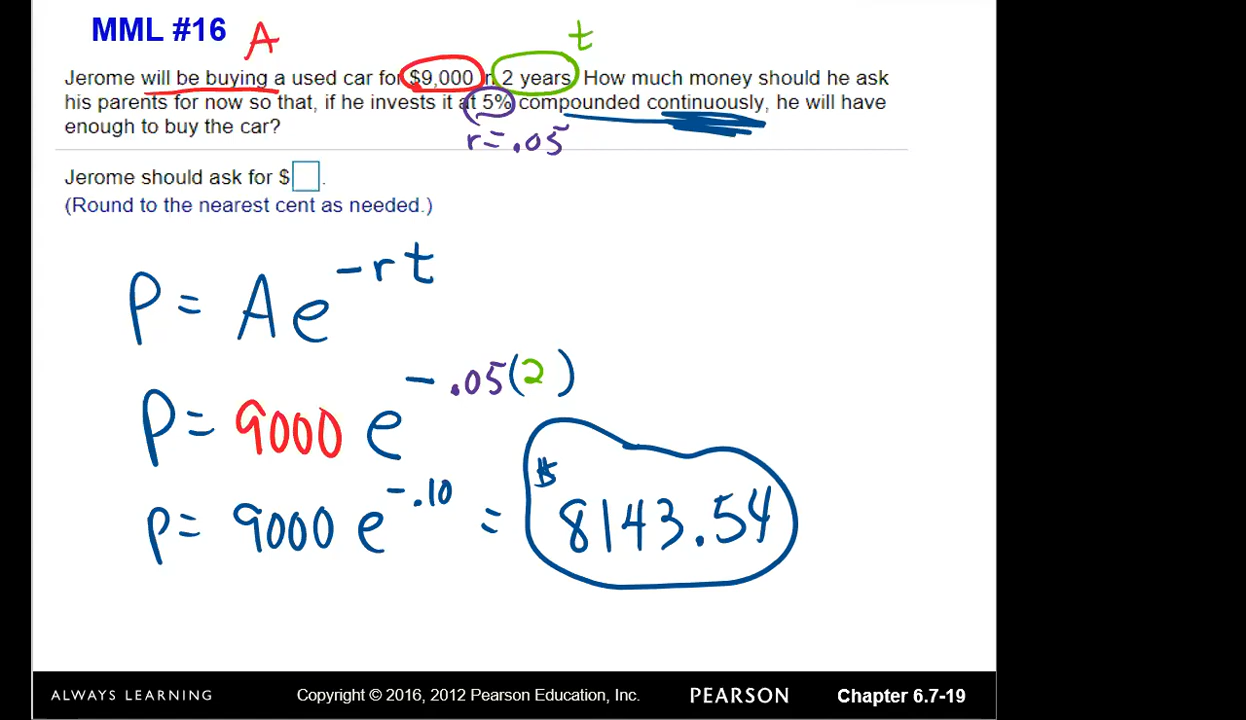 MML #16 A t
Jerome will be buying a used car for $9,000 in 2 years. How much money should he ask
his parents for now so that, if he invests it at 5% compounded continuously, he will have
enough to buy the car?
r=.05
Jerome should ask for $ .
(Round to the nearest cent as needed.)
P = Ae^-rt
P = 9000 e^-.05(2)
P = 9000 e^-.10 = $8143.54
ALWAYS LEARNING Copyright © 2016, 2012 Pearson Education, Inc. PEARSON Chapter 6.7-19